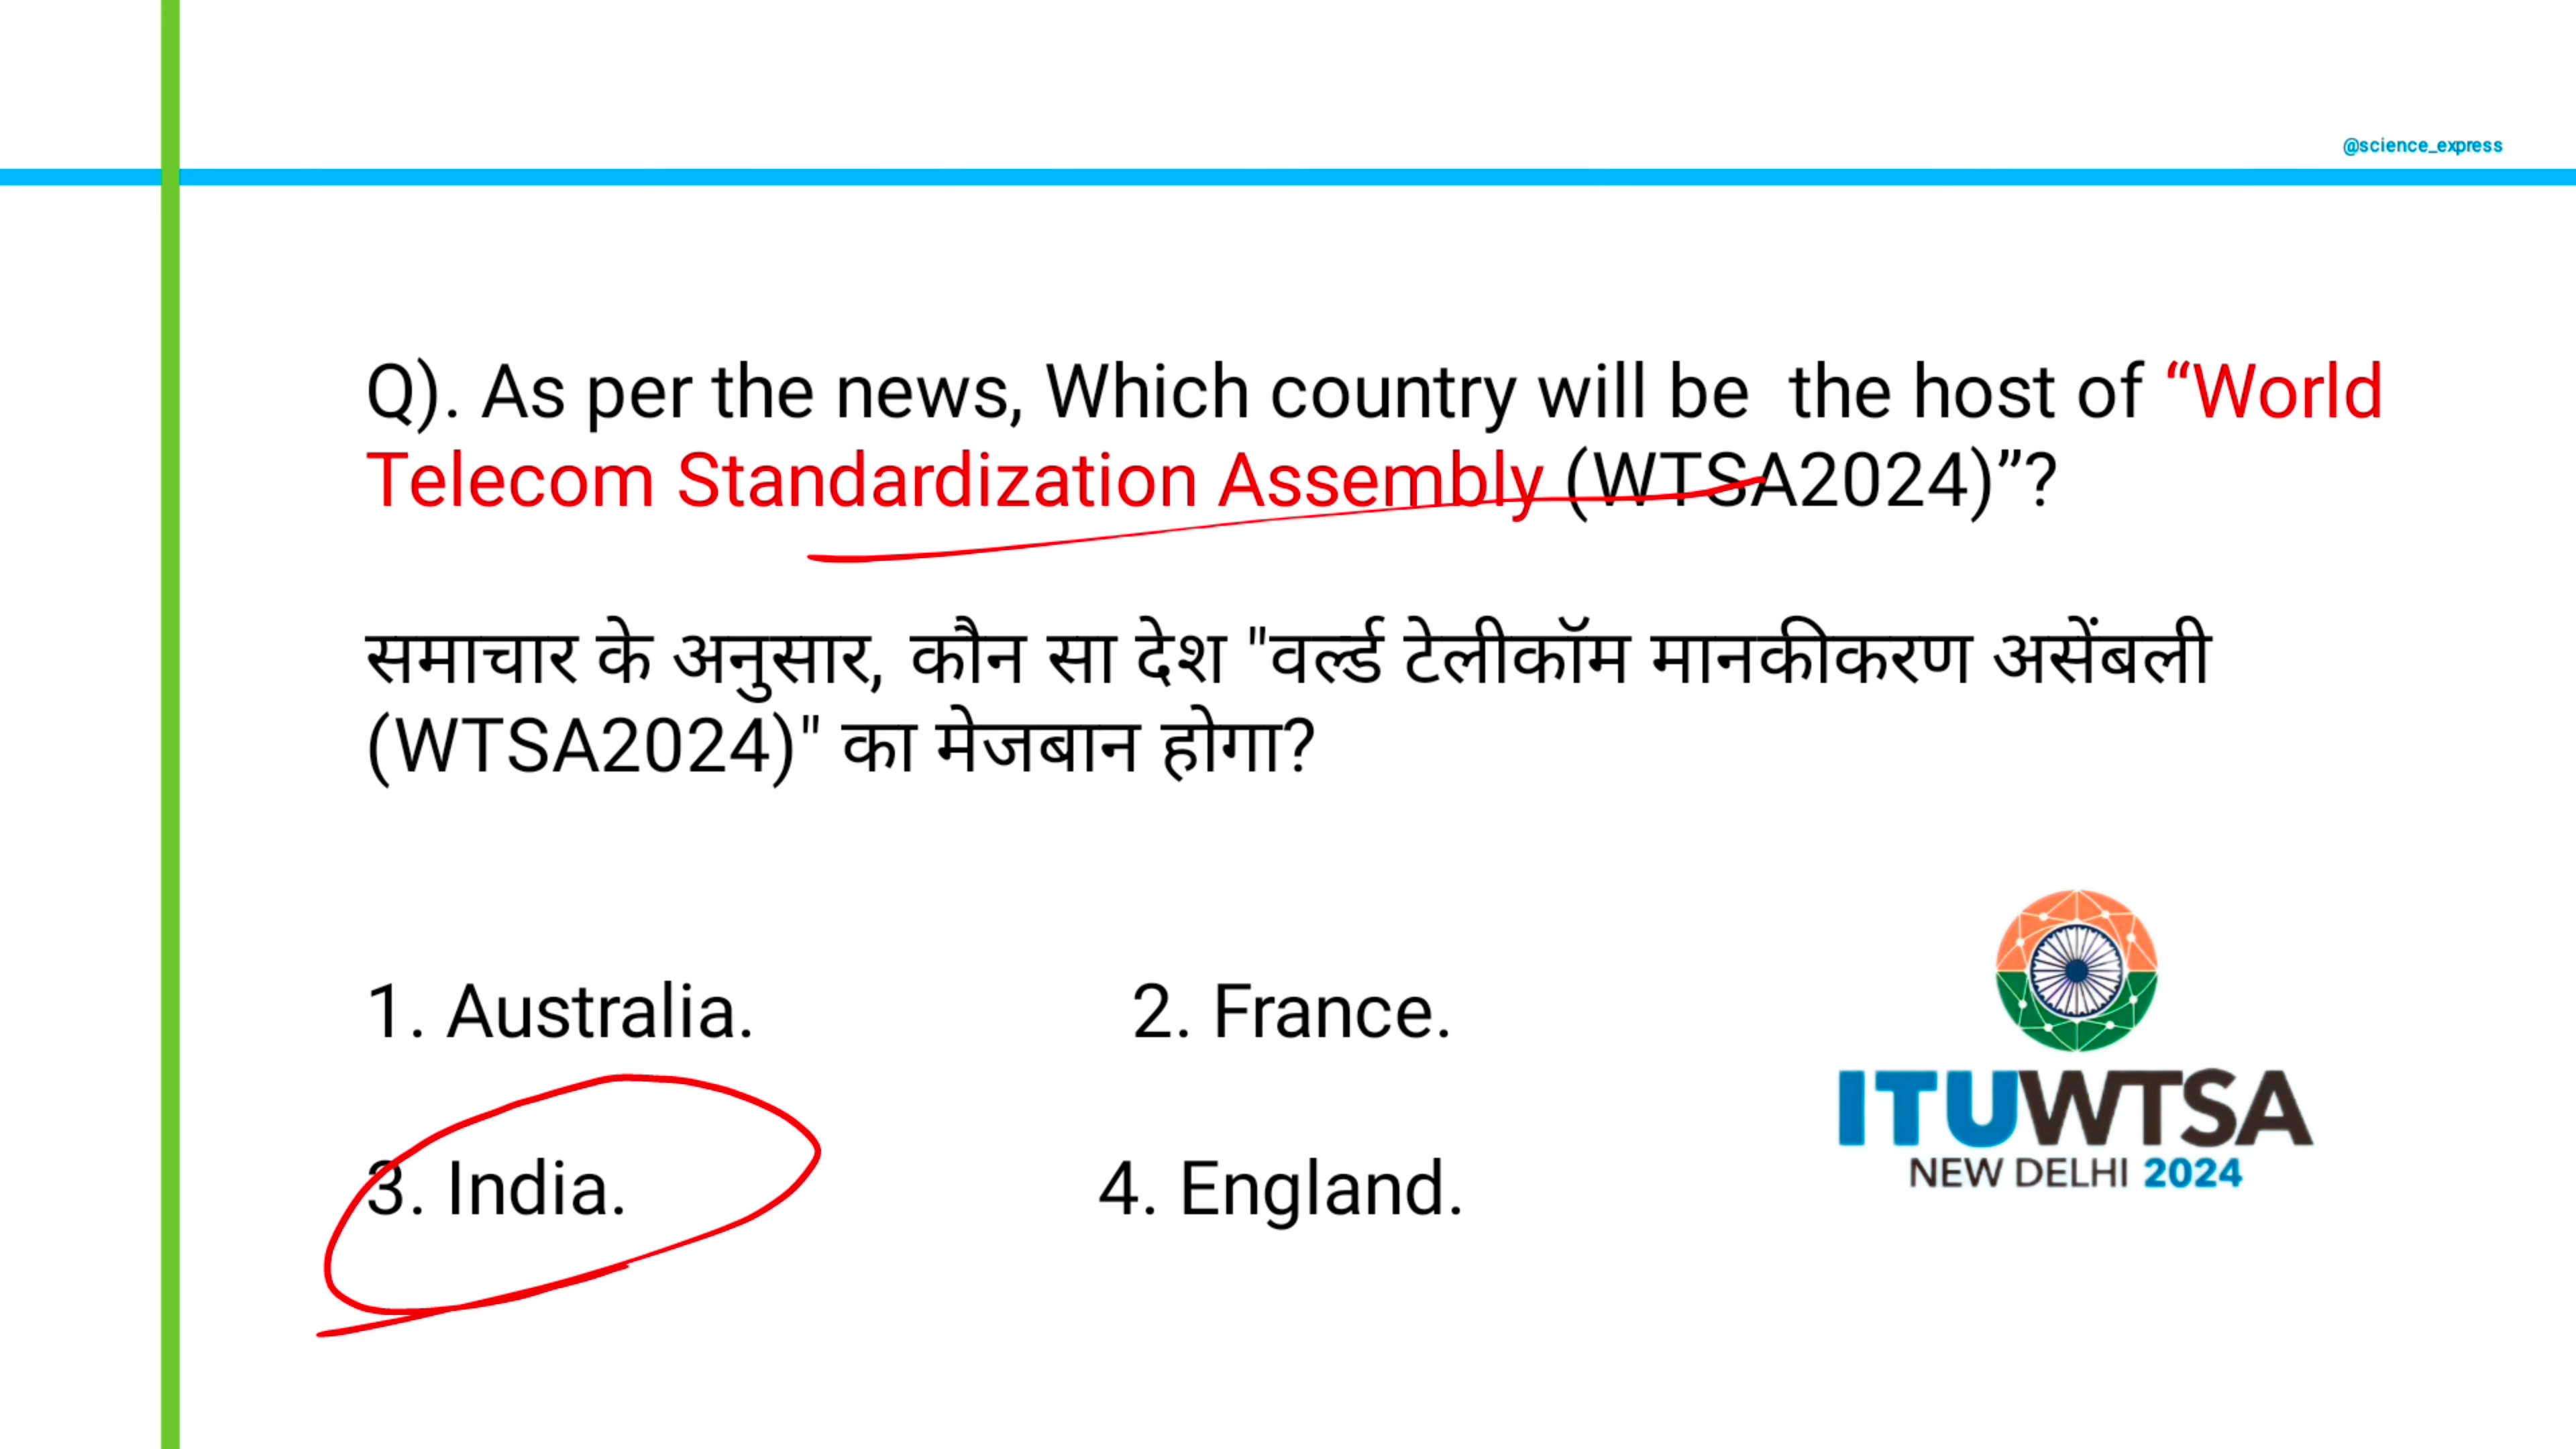 @science_express
Q). As per the news, Which country will be the host of “World
Telecom Standardization Assembly (WTSA2024)”?
समाचार के अनुसार, कौन सा देश "वर्ल्ड टेलीकॉम मानकीकरण असेंबली
(WTSA2024)" का मेजबान होगा?
1. Australia. 2. France.
3. India. 4. England.
ITUWTSA
NEW DELHI 2024